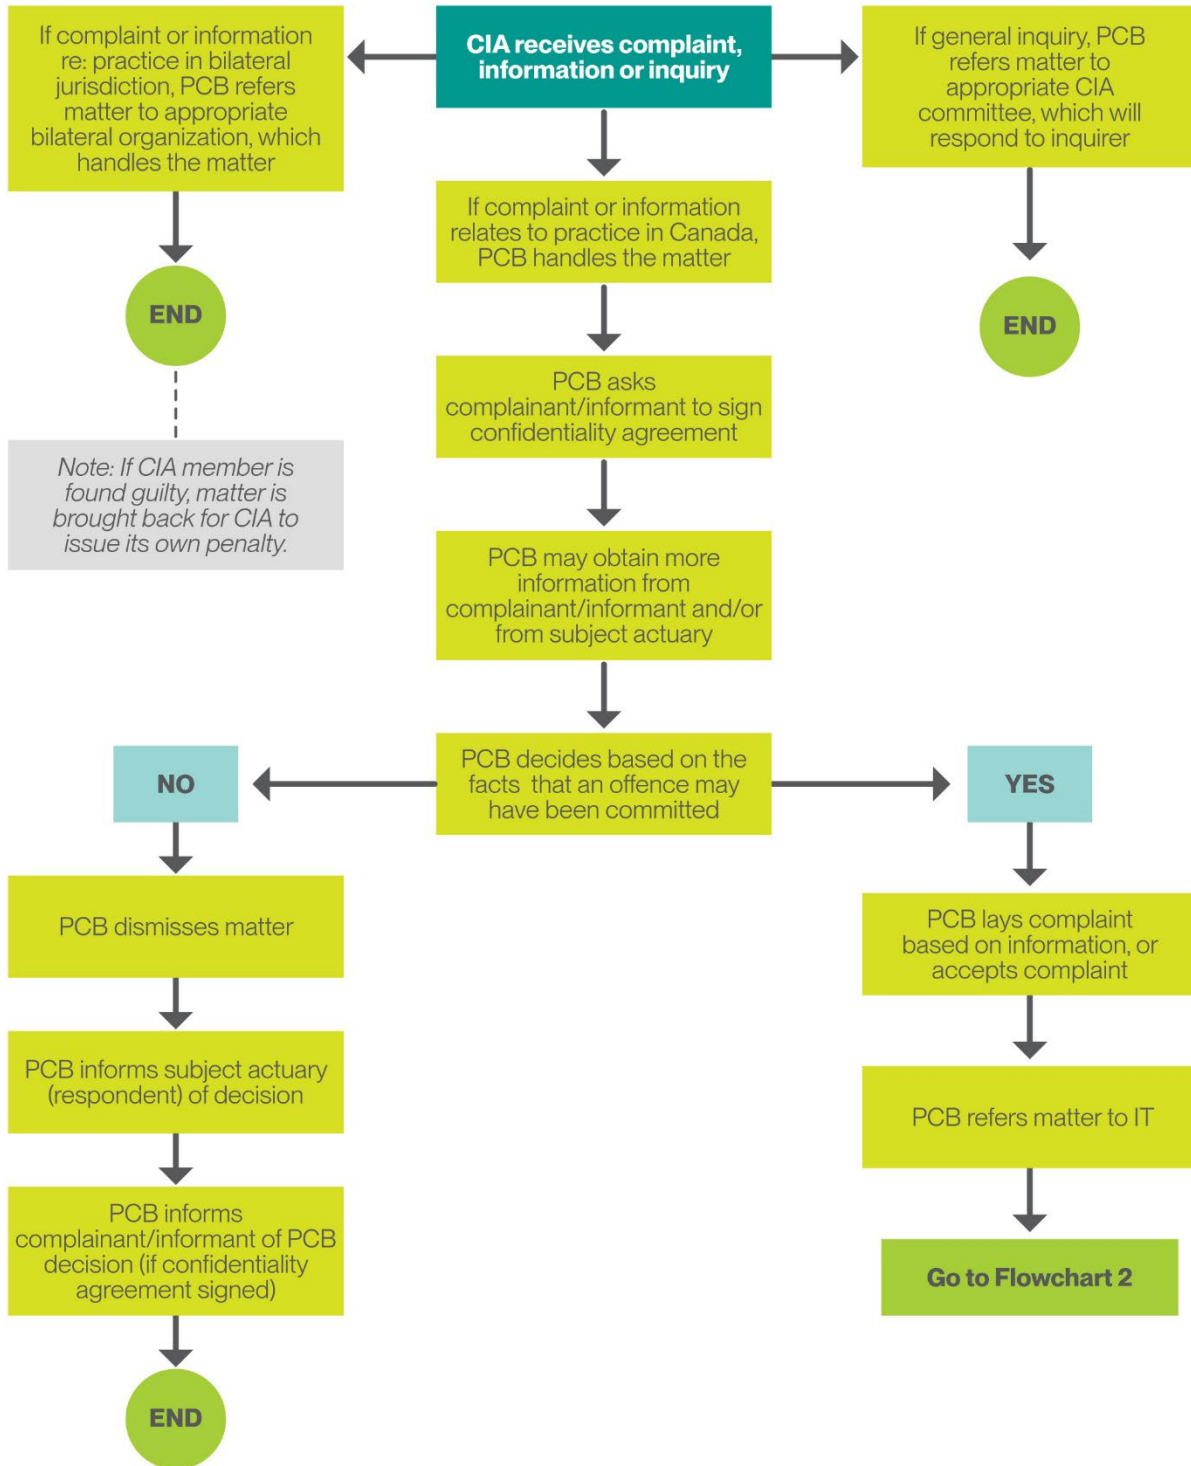 If complaint or information
re: practice in bilateral
jurisdiction, PCB refers
matter to appropriate
bilateral organization, which
handles the matter
CIA receives complaint,
information or inquiry
If general inquiry, PCB
refers matter to
appropriate CIA
committee, which will
respond to inquirer
END
Note: If CIA member is
found guilty, matter is
brought back for CIA to
issue its own penalty.
END
If complaint or information
relates to practice in Canada,
PCB handles the matter
PCB asks
complainant/informant to sign
confidentiality agreement
PCB may obtain more
information from
complainant/informant and/or
from subject actuary
PCB decides based on the
facts that an offence may
have been committed
NO
PCB dismisses matter
PCB informs subject actuary
(respondent) of decision
PCB informs
complainant/informant of PCB
decision (if confidentiality
agreement signed)
END
YES
PCB lays complaint
based on information, or
accepts complaint
PCB refers matter to IT
Go to Flowchart 2